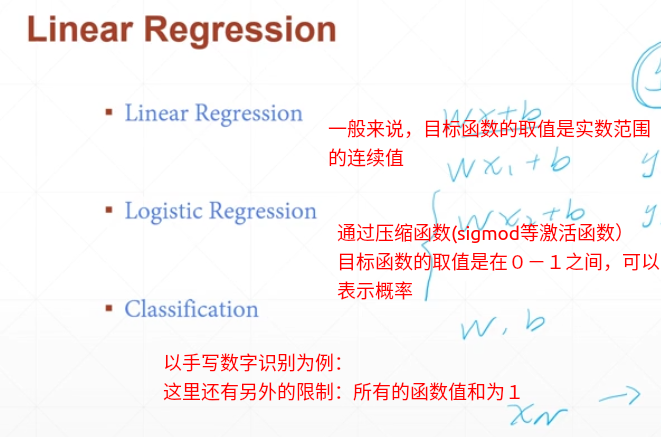 Linear Regression
▪ Linear Regression
wx+b
一般来说，目标函数的取值是实数范围
的连续值
wx₁+b
y
▪ Logistic Regression
wx₂+b
y
通过压缩函数(sigmod等激活函数）
目标函数的取值是在０－１之间，可以
表示概率
▪ Classification
w, b
以手写数字识别为例：
这里还有另外的限制：所有的函数值和为１
→